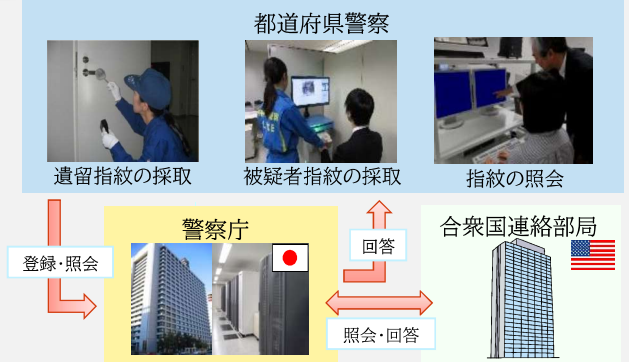 都道府県警察
遺留指紋の採取
被疑者指紋の採取
指紋の照会
登録・照会
警察庁
回答
合衆国連絡部局
照会・回答